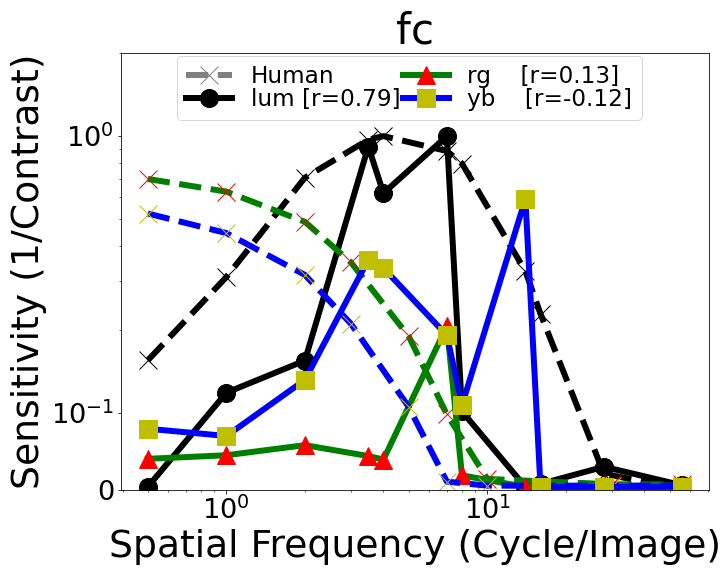 fc
Human
rg [r=0.13]
lum [r=0.79]
yb [r=-0.12]
Sensitivity (1/Contrast)
10^0
10^-1
0
10^0
10^1
Spatial Frequency (Cycle/Image)